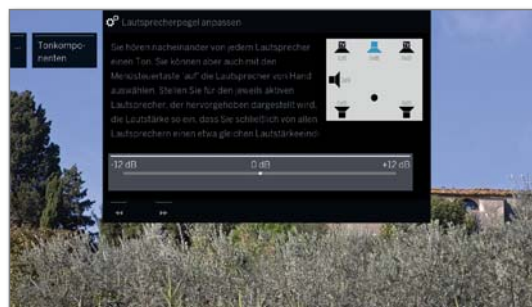 Lautsprecherpegel anpassen
Tonkompo-
nenten
Sie hören nacheinander von jedem Lautsprecher
einen Ton. Sie können aber auch mit den
Menüsteuertaste 'auf' die Lautsprecher von Hand
auswählen. Stellen Sie für den jeweils aktiven
Lautsprecher, der hervorgehoben dargestellt wird,
die Lautstärke so ein, dass Sie schließlich von allen
Lautsprechern einen etwa gleichen Lautstärkeeind-
-12 dB 0 dB +12 dB